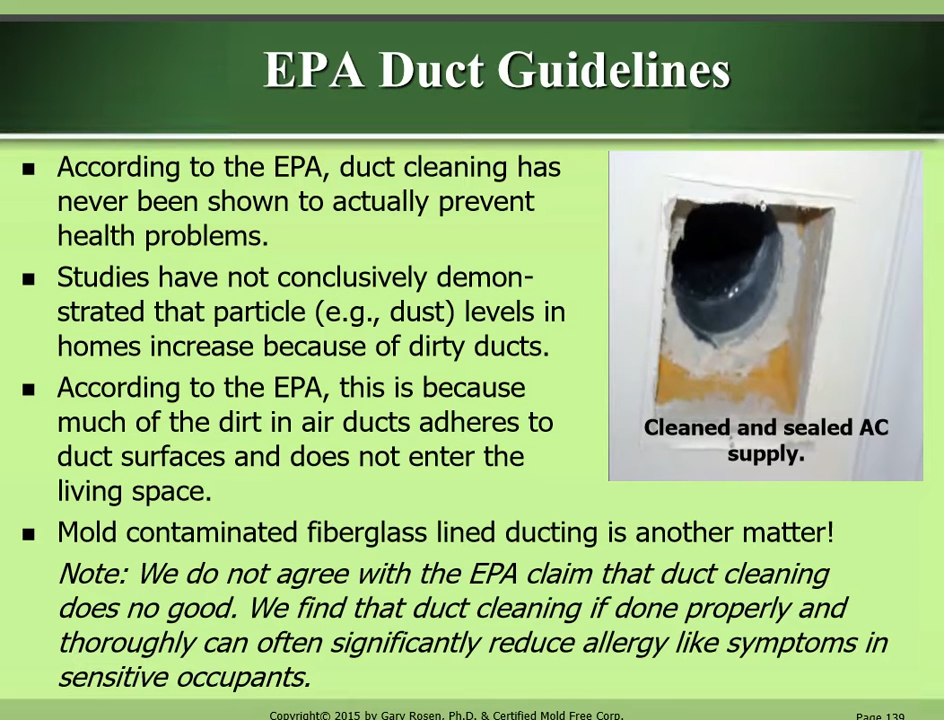 EPA Duct Guidelines
According to the EPA, duct cleaning has
never been shown to actually prevent
health problems.
Studies have not conclusively demon-
strated that particle (e.g., dust) levels in
homes increase because of dirty ducts.
According to the EPA, this is because
much of the dirt in air ducts adheres to
duct surfaces and does not enter the
living space.
Cleaned and sealed AC
supply.
Mold contaminated fiberglass lined ducting is another matter!
Note: We do not agree with the EPA claim that duct cleaning
does no good. We find that duct cleaning if done properly and
thoroughly can often significantly reduce allergy like symptoms in
sensitive occupants.
Copyright© 2015 by Gary Rosen, Ph.D. & Certified Mold Free Corp.
Page 139